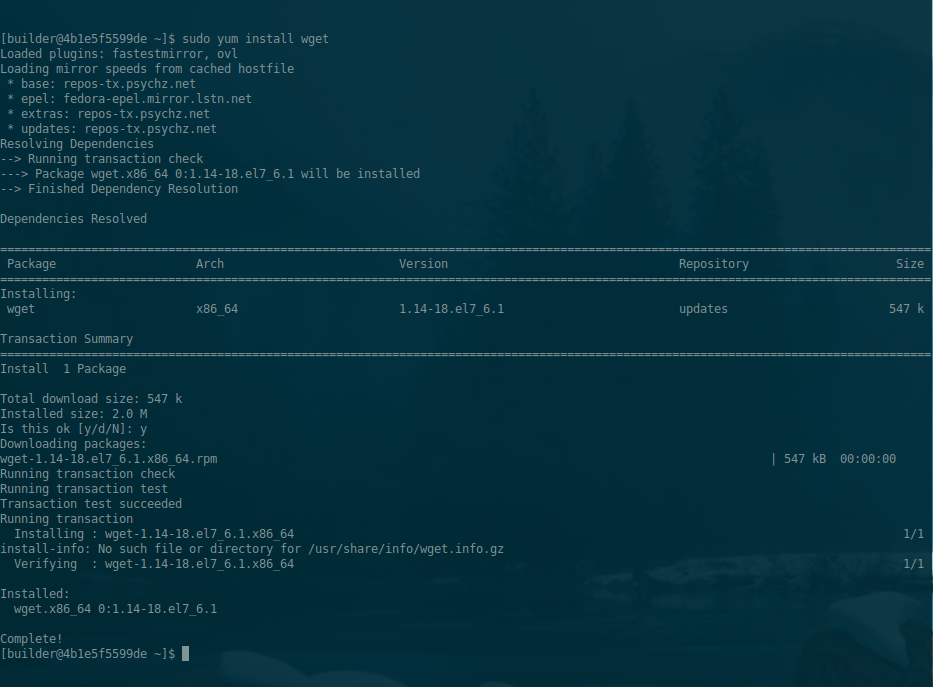 [builder@4b1e5f5599de ~]$ sudo yum install wget
Loaded plugins: fastestmirror, ovl
Loading mirror speeds from cached hostfile
 * base: repos-tx.psychz.net
 * epel: fedora-epel.mirror.lstn.net
 * extras: repos-tx.psychz.net
 * updates: repos-tx.psychz.net
Resolving Dependencies
--> Running transaction check
---> Package wget.x86_64 0:1.14-18.el7_6.1 will be installed
--> Finished Dependency Resolution

Dependencies Resolved

=====================================================================================================================================
 Package                    Arch                         Version                                 Repository                     Size
=====================================================================================================================================
Installing:
 wget                       x86_64                       1.14-18.el7_6.1                         updates                       547 k

Transaction Summary
=====================================================================================================================================
Install  1 Package

Total download size: 547 k
Installed size: 2.0 M
Is this ok [y/d/N]: y
Downloading packages:
wget-1.14-18.el7_6.1.x86_64.rpm                                                                               | 547 kB  00:00:00
Running transaction check
Running transaction test
Transaction test succeeded
Running transaction
  Installing : wget-1.14-18.el7_6.1.x86_64                                                                                       1/1
install-info: No such file or directory for /usr/share/info/wget.info.gz
  Verifying  : wget-1.14-18.el7_6.1.x86_64                                                                                       1/1

Installed:
  wget.x86_64 0:1.14-18.el7_6.1

Complete!
[builder@4b1e5f5599de ~]$